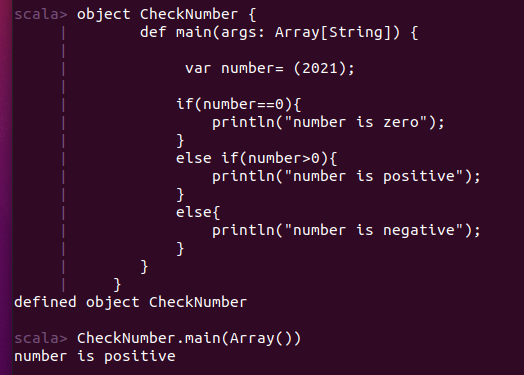 scala> object CheckNumber {
     |        def main(args: Array[String]) {
     |
     |             var number= (2021);
     |
     |            if(number==0){
     |                println("number is zero");
     |            }
     |            else if(number>0){
     |                println("number is positive");
     |            }
     |            else{
     |                println("number is negative");
     |            }
     |        }
     |     }
defined object CheckNumber

scala> CheckNumber.main(Array())
number is positive